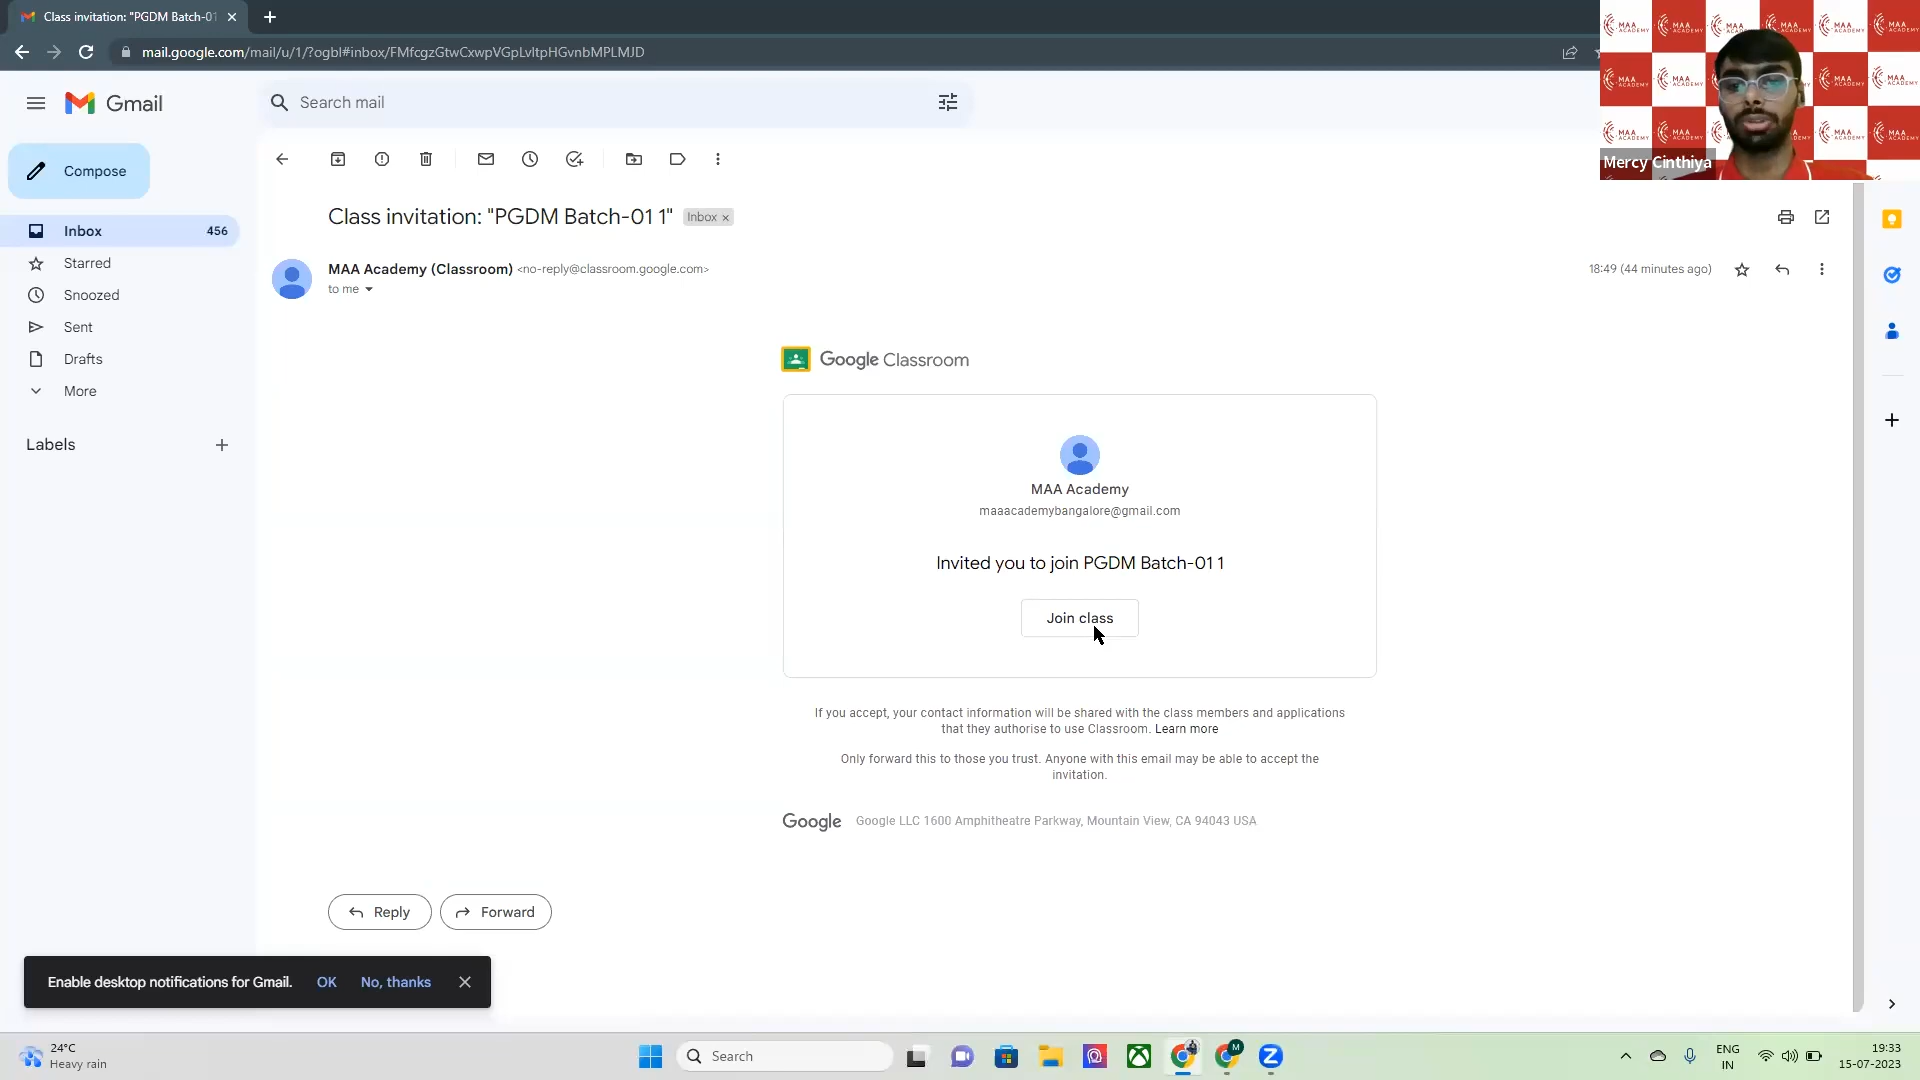 Class invitation: "PGDM Batch-01 1
mail.google.com/mail/u/1/?ogbl#inbox/FMfcgzGtwCxwpVGpLvltpHGvnbMPLMJD
Gmail
Search mail
Compose
Inbox 456
Starred
Snoozed
Sent
Drafts
More
Labels
Class invitation: "PGDM Batch-01 1" Inbox
MAA Academy (Classroom) <no-reply@classroom.google.com>
to me
18:49 (44 minutes ago)
Mercy Cinthiya
MAA ACADEMY
Google Classroom
MAA Academy
maaacademybangalore@gmail.com
Invited you to join PGDM Batch-01 1
Join class
If you accept, your contact information will be shared with the class members and applications
that they authorise to use Classroom. Learn more
Only forward this to those you trust. Anyone with this email may be able to accept the
invitation.
Google Google LLC 1600 Amphitheatre Parkway, Mountain View, CA 94043 USA
Reply Forward
Enable desktop notifications for Gmail. OK No, thanks
24°C
Heavy rain
Search
M
ENG
IN
19:33
15-07-2023